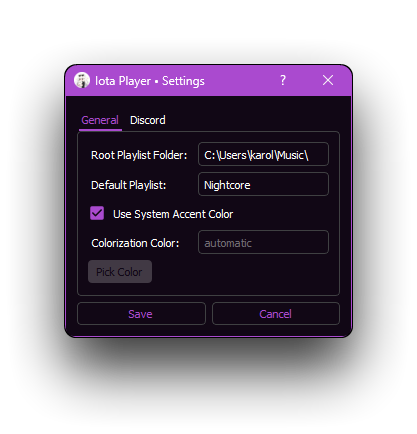 Iota Player • Settings ?
General Discord
Root Playlist Folder: C:\Users\karol\Music\
Default Playlist: Nightcore
Use System Accent Color
Colorization Color: automatic
Pick Color
Save Cancel